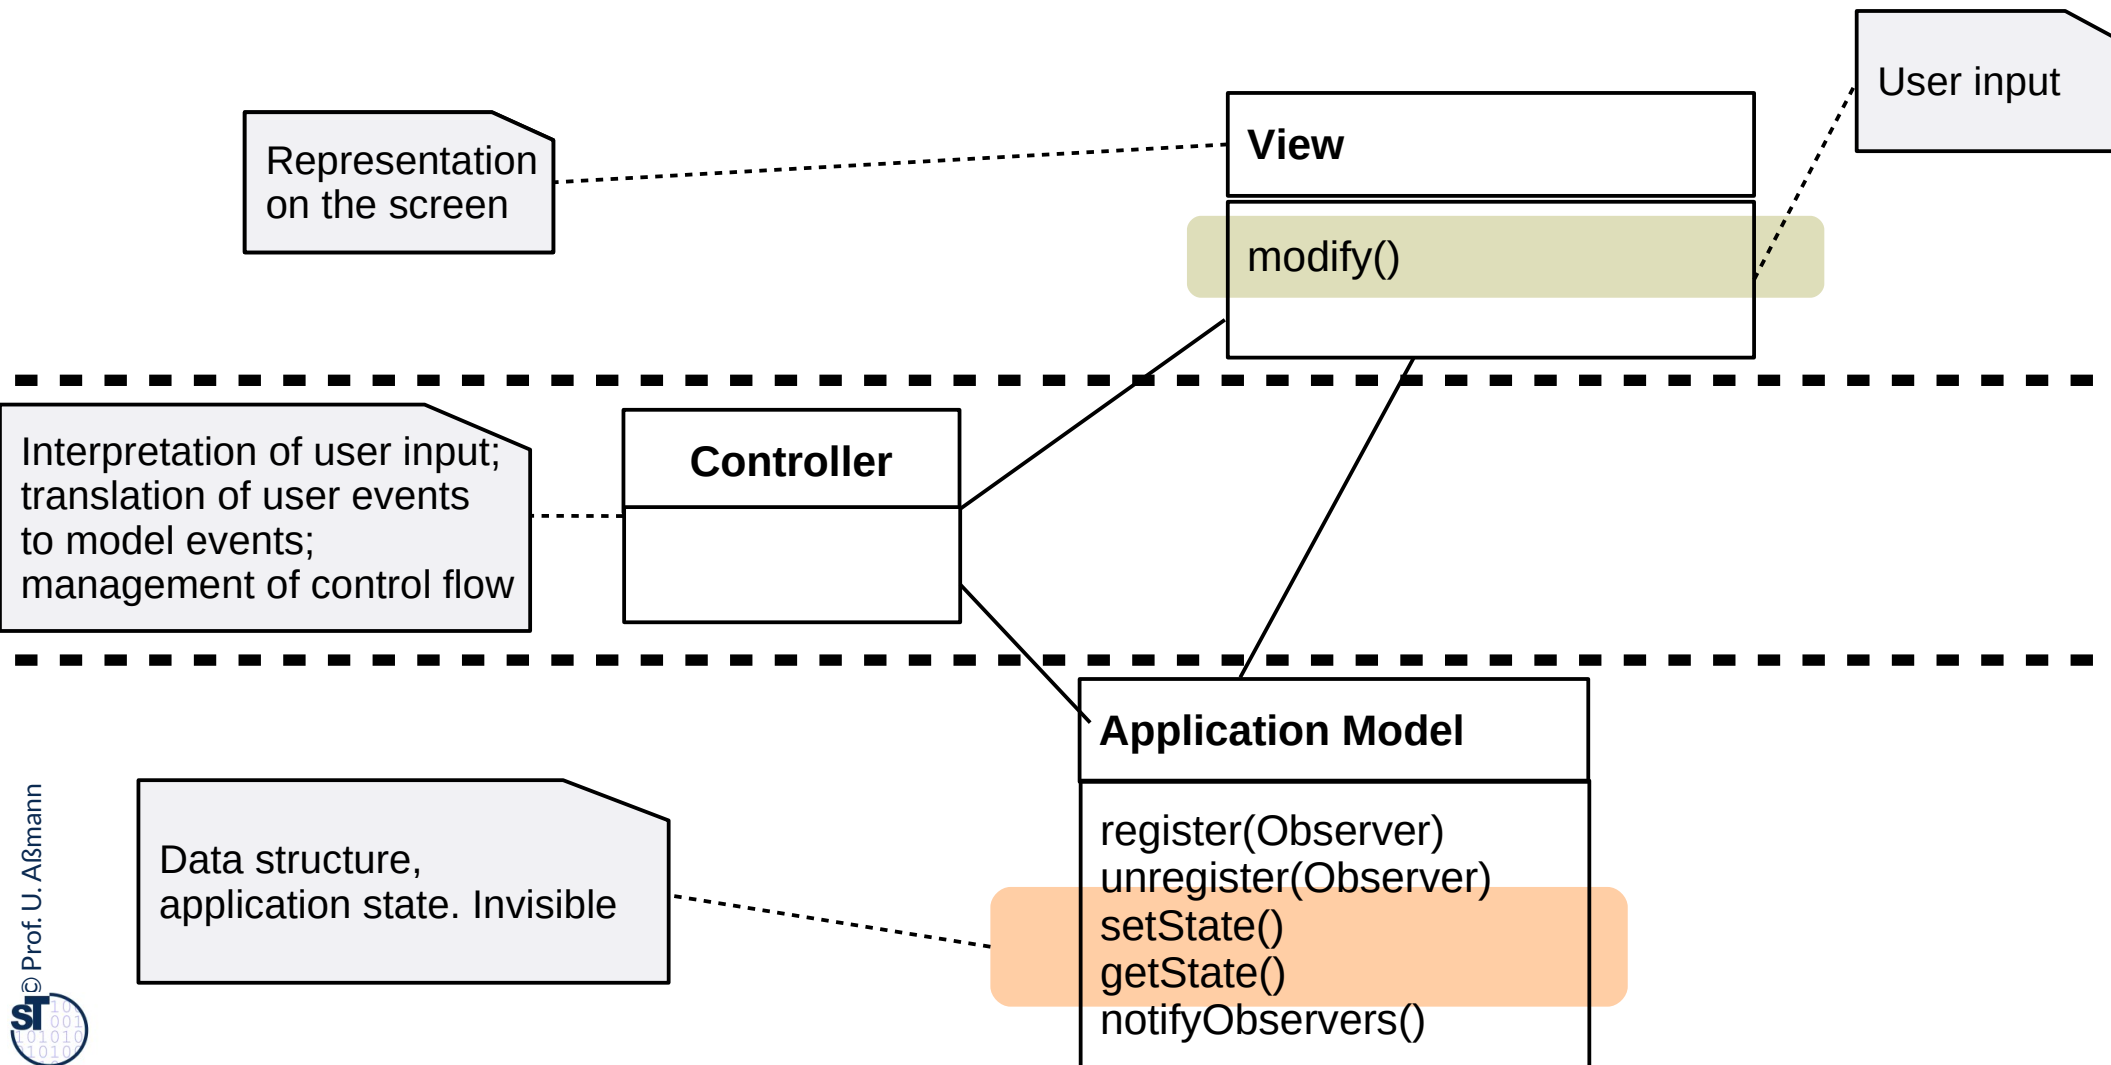 User input
View
Representation
on the screen
modify()
Interpretation of user input;
translation of user events
to model events;
management of control flow
Controller
Application Model
register(Observer)
unregister(Observer)
setState()
getState()
notifyObservers()
Data structure,
application state. Invisible
© Prof. U. Aßmann
ST